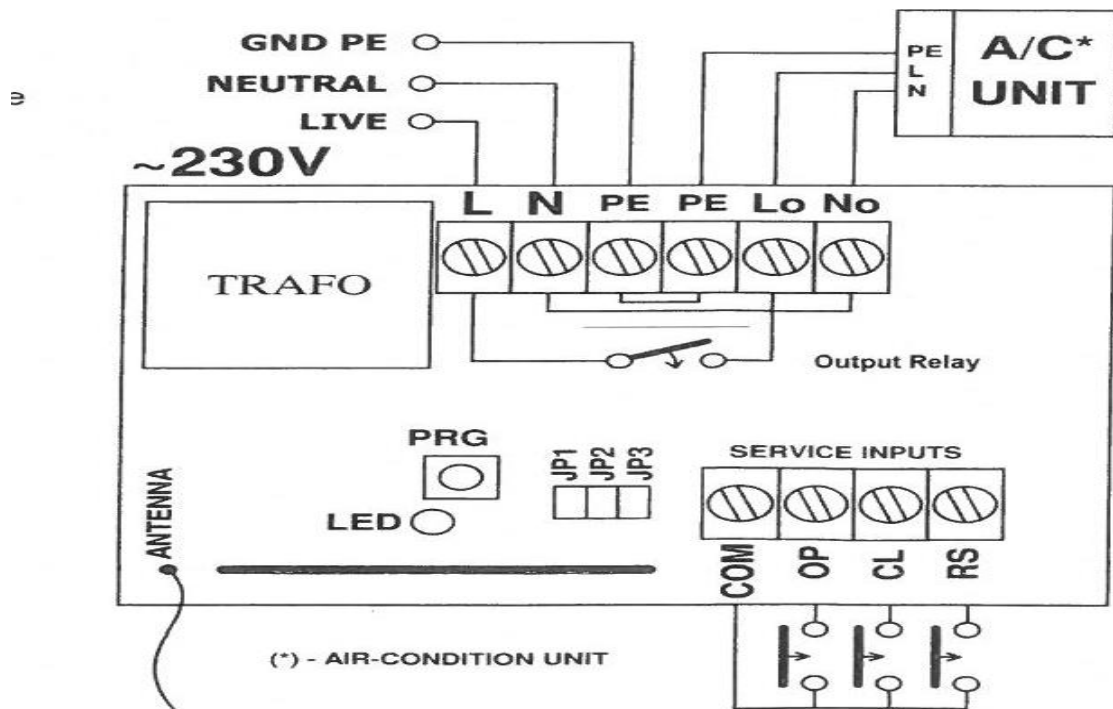 GND PE
NEUTRAL
LIVE
~230V
PE
L
N
A/C*
UNIT
L N PE PE Lo No
TRAFO
Output Relay
PRG
LED
JP1
JP2
JP3
SERVICE INPUTS
ANTENNA
COM
OP
CL
RS
(*) - AIR-CONDITION UNIT